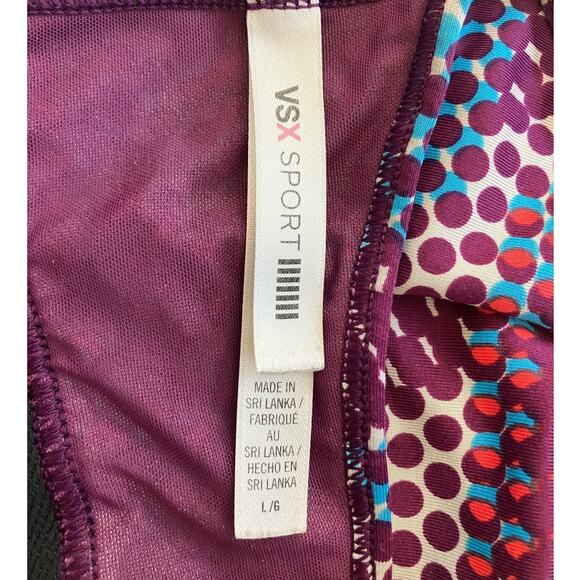 VSX SPORT
MADE IN
SRI LANKA /
FABRIQUÉ
AU
SRI LANKA /
HECHO EN
SRI LANKA
L / G